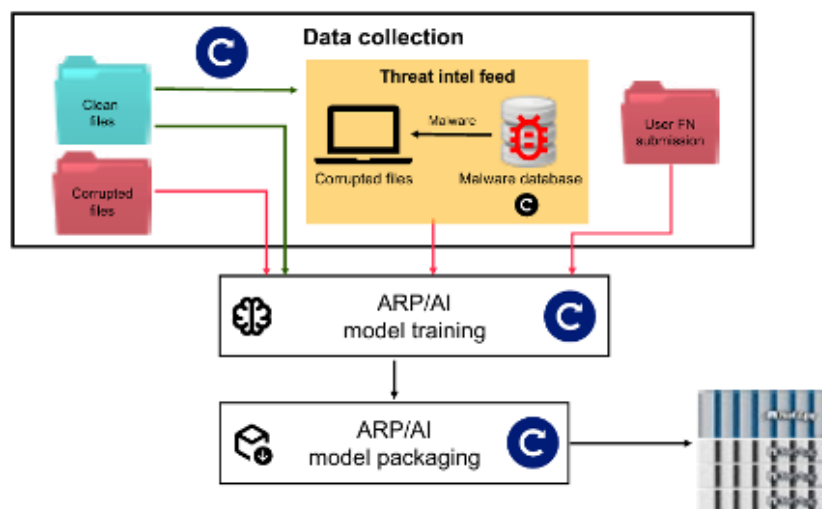 Data collection
Threat intel feed
Clean
files
Malware
User FN
submission
Corrupted files
Malware database
Corrupted
files
ARP/AI
model training
ARP/AI
model packaging